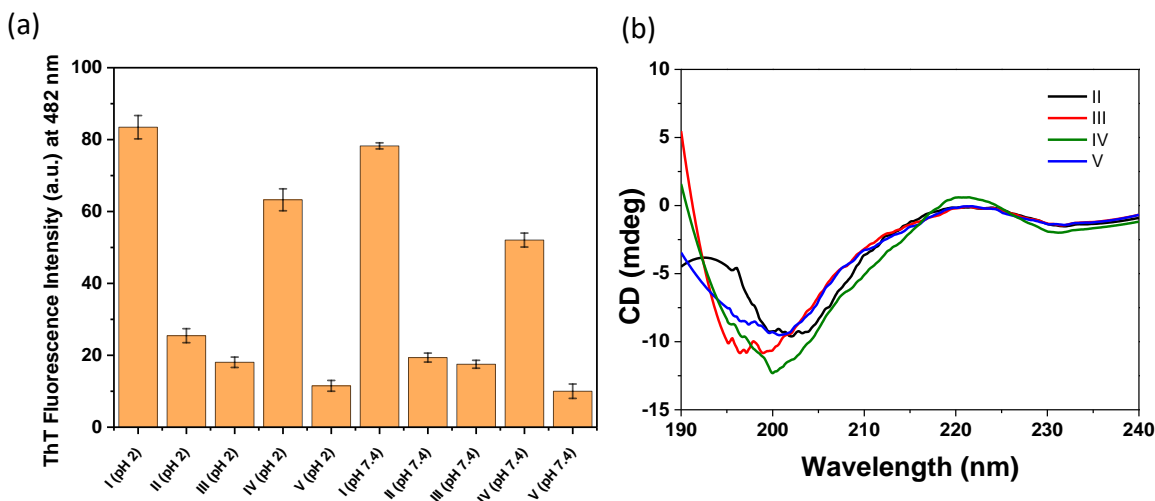 (a)
ThT Fluorescence Intensity (a.u.) at 482 nm
100
80
60
40
20
0
I (pH 2)
II (pH 2)
III (pH 2)
IV (pH 2)
V (pH 2)
I (pH 7.4)
II (pH 7.4)
III (pH 7.4)
IV (pH 7.4)
V (pH 7.4)
(b)
CD (mdeg)
10
5
0
-5
-10
-15
II
III
IV
V
190 200 210 220 230 240
Wavelength (nm)